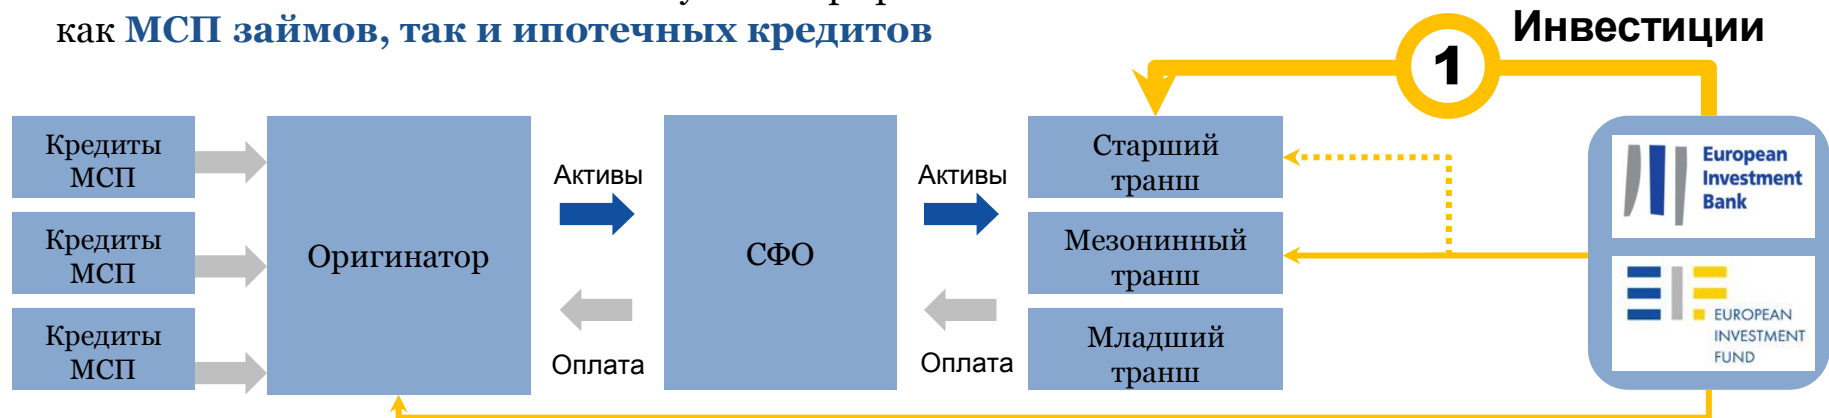 как МСП займов, так и ипотечных кредитов
Инвестиции
1
Кредиты
МСП
Кредиты
МСП
Кредиты
МСП
Оригинатор
Активы
Оплата
СФО
Активы
Оплата
Старший
транш
Мезонинный
транш
Младший
транш
European
Investment
Bank
EIF
EUROPEAN
INVESTMENT
FUND